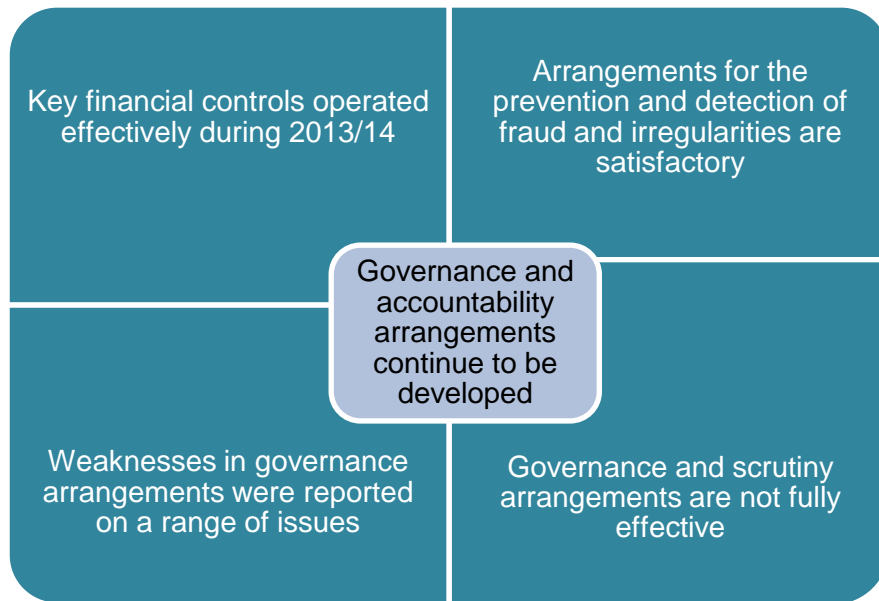 Key financial controls operated
effectively during 2013/14
Arrangements for the
prevention and detection of
fraud and irregularities are
satisfactory
Governance and
accountability
arrangements
continue to be
developed
Weaknesses in governance
arrangements were reported
on a range of issues
Governance and scrutiny
arrangements are not fully
effective